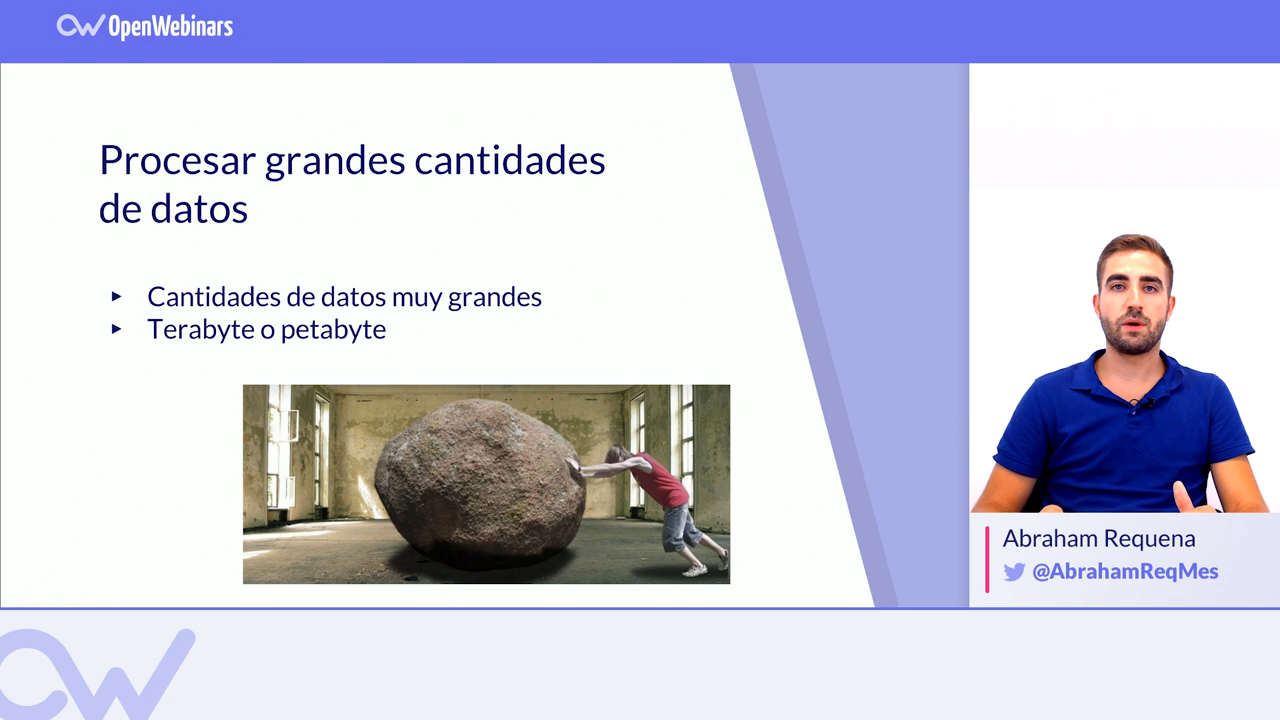 OpenWebinars
Procesar grandes cantidades
de datos
Cantidades de datos muy grandes
Terabyte o petabyte
Abraham Requena
@AbrahamReqMes